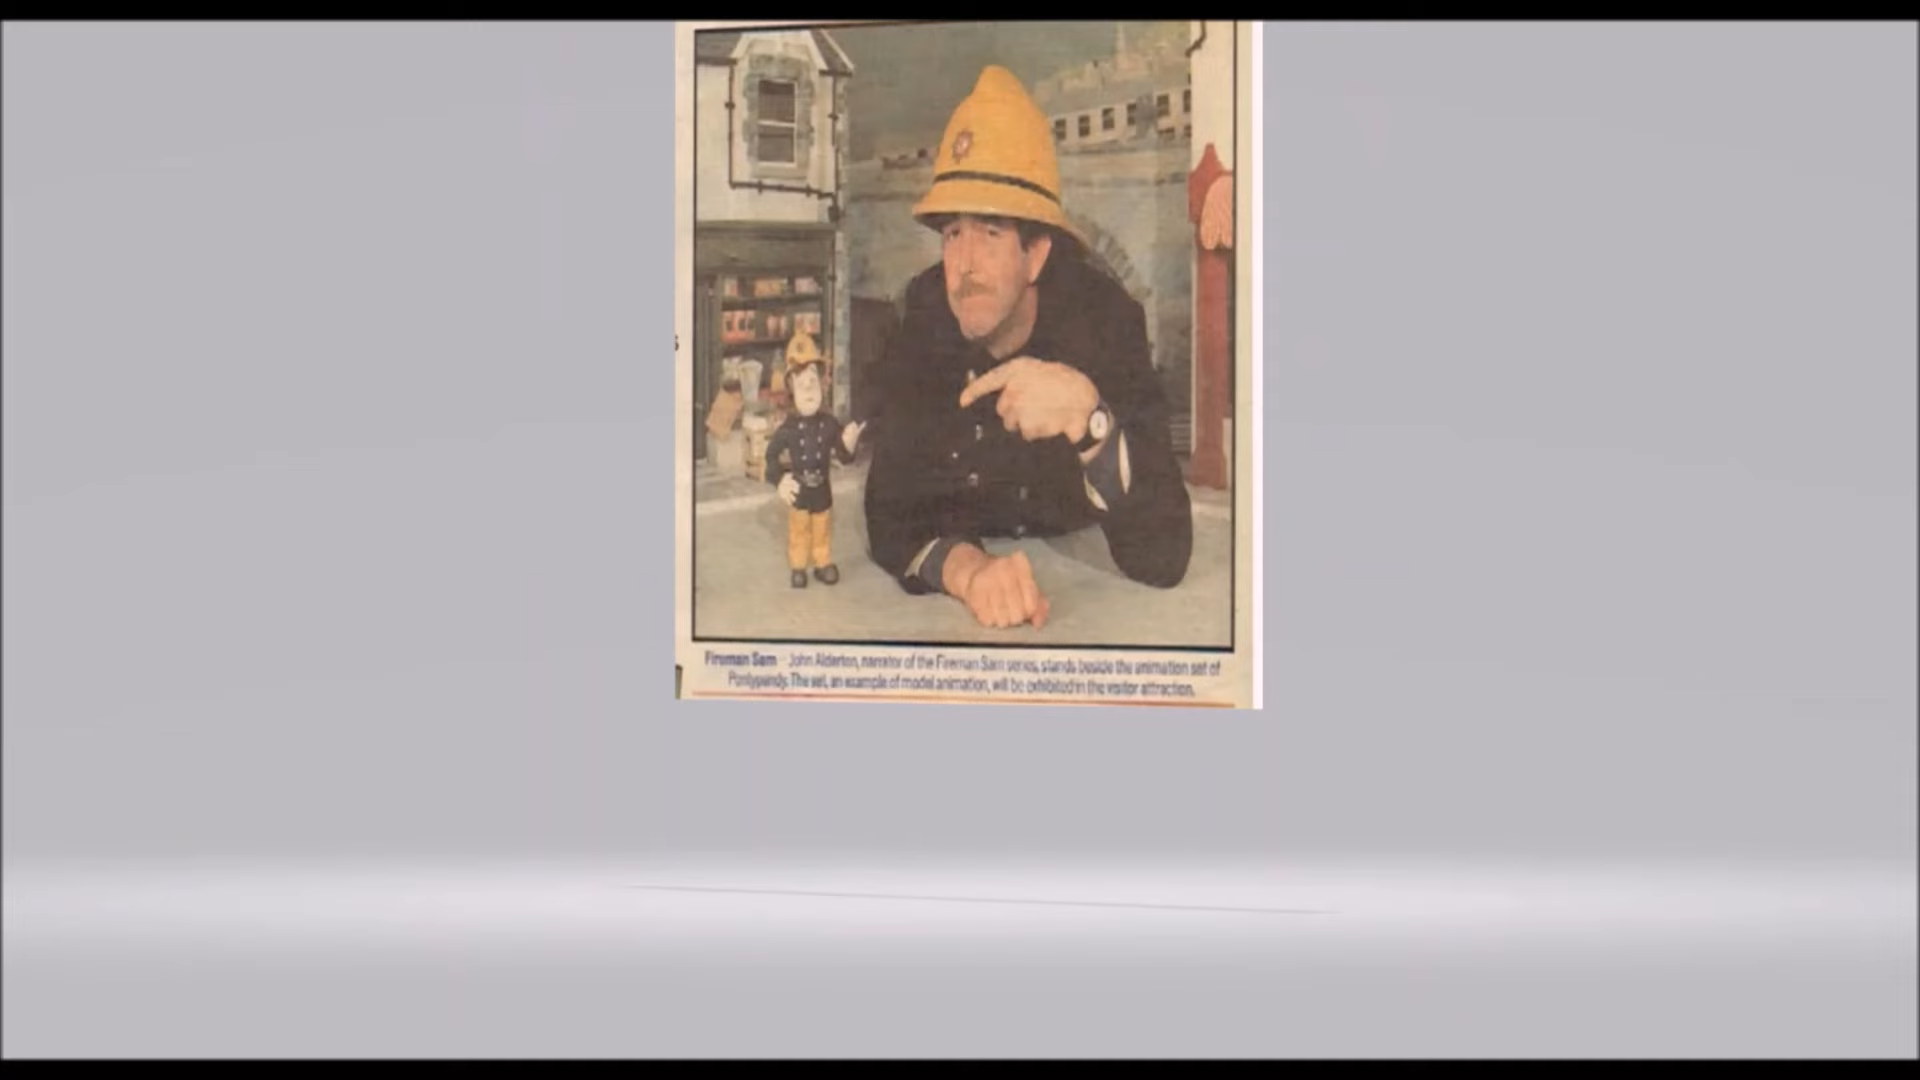 Fireman Sam - John Alderton, narrator of the Fireman Sam series, stands beside the animation set of
Pontypandy. The set, an example of model animation, will be exhibited in the visitor attraction.